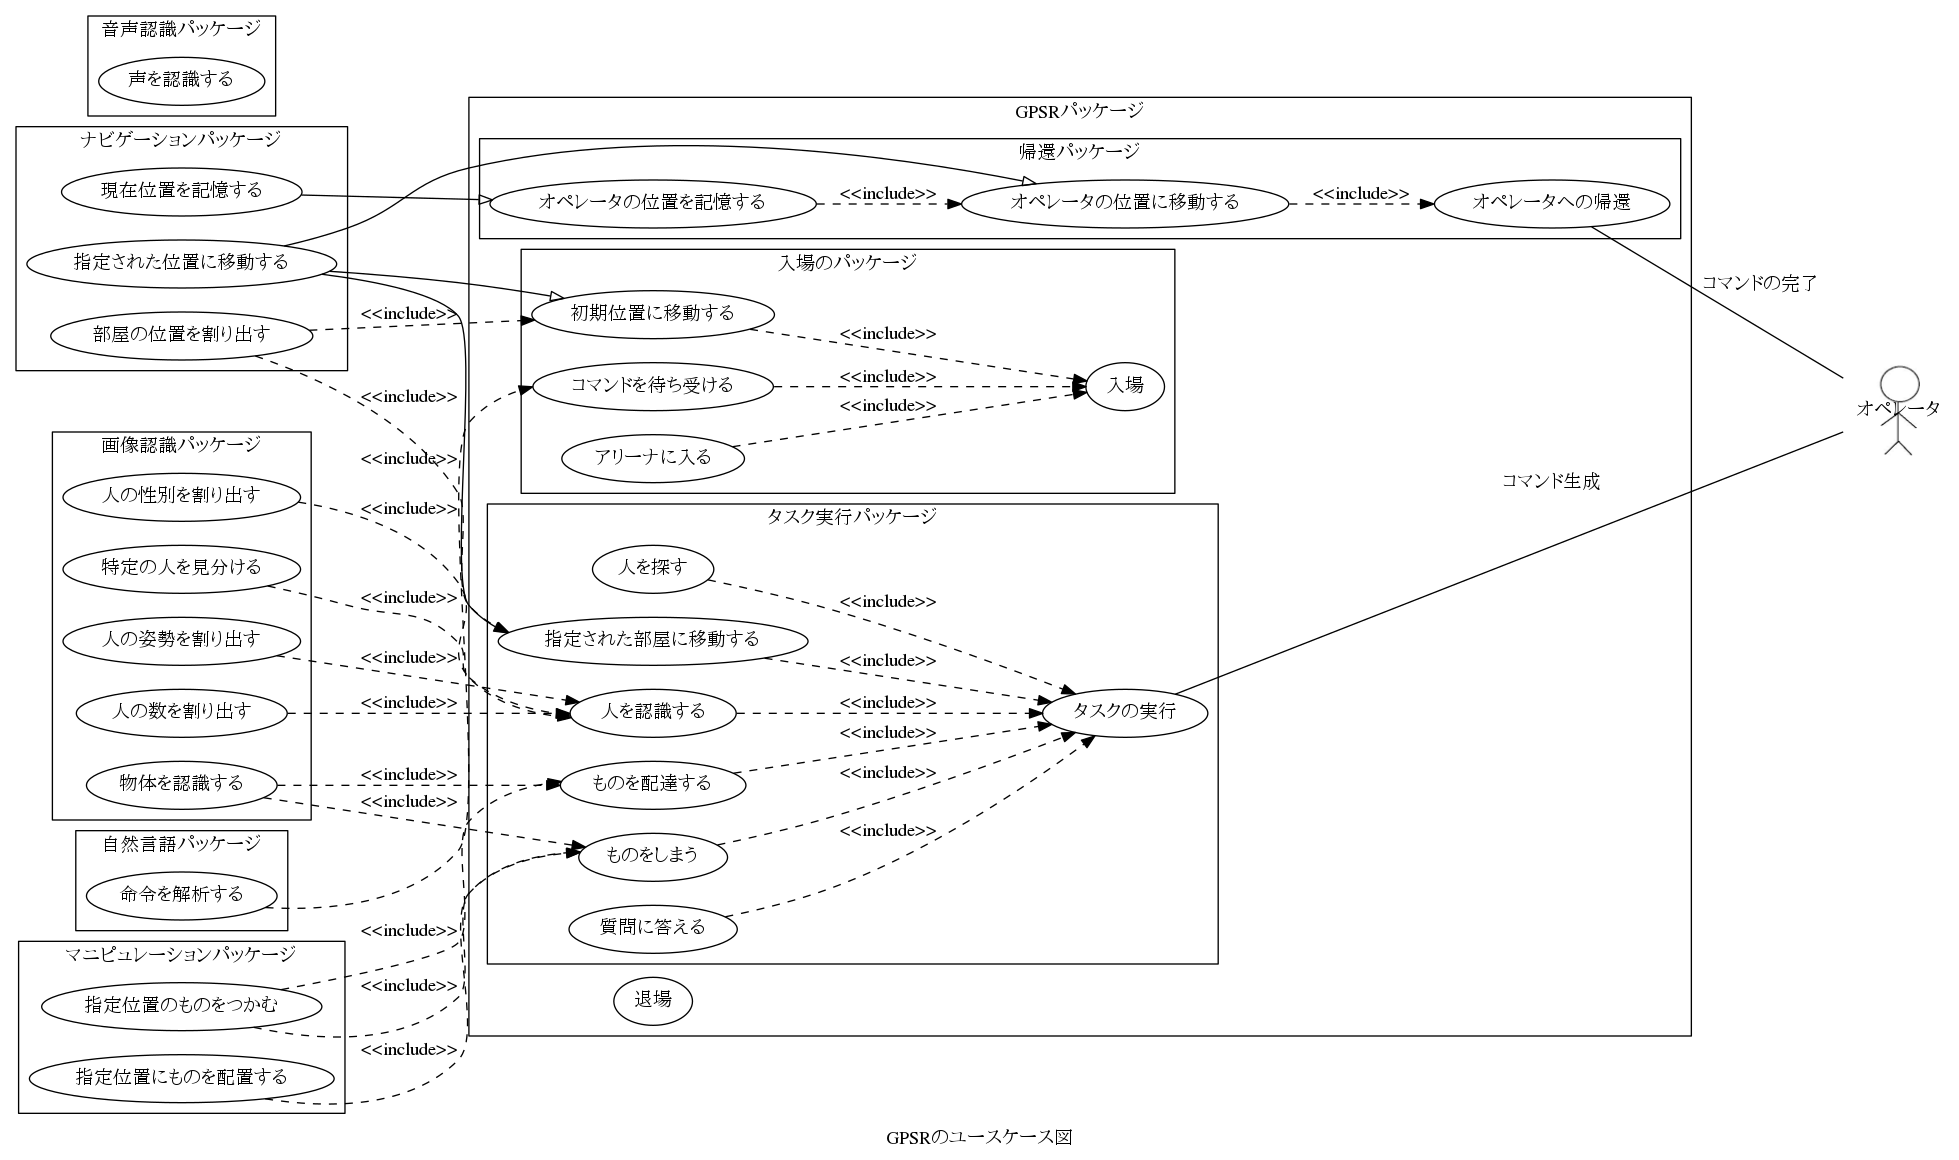 音声認識パッケージ
声を認識する
ナビゲーションパッケージ
現在位置を記憶する
指定された位置に移動する
部屋の位置を割り出す
画像認識パッケージ
人の性別を割り出す
特定の人を見分ける
人の姿勢を割り出す
人の数を割り出す
物体を認識する
自然言語パッケージ
命令を解析する
マニピュレーションパッケージ
指定位置のものをつかむ
指定位置にものを配置する
<<include>>
<<include>>
<<include>>
<<include>>
<<include>>
<<include>>
<<include>>
<<include>>
<<include>>
<<include>>
<<include>>
<<include>>
GPSRパッケージ
帰還パッケージ
オペレータの位置を記憶する
<<include>>
オペレータの位置に移動する
<<include>>
オペレータへの帰還
入場のパッケージ
初期位置に移動する
コマンドを待ち受ける
アリーナに入る
<<include>>
<<include>>
<<include>>
入場
タスク実行パッケージ
人を探す
指定された部屋に移動する
人を認識する
ものを配達する
ものをしまう
質問に答える
<<include>>
<<include>>
<<include>>
<<include>>
<<include>>
<<include>>
タスクの実行
退場
コマンドの完了
コマンド生成
オペレータ
GPSRのユースケース図